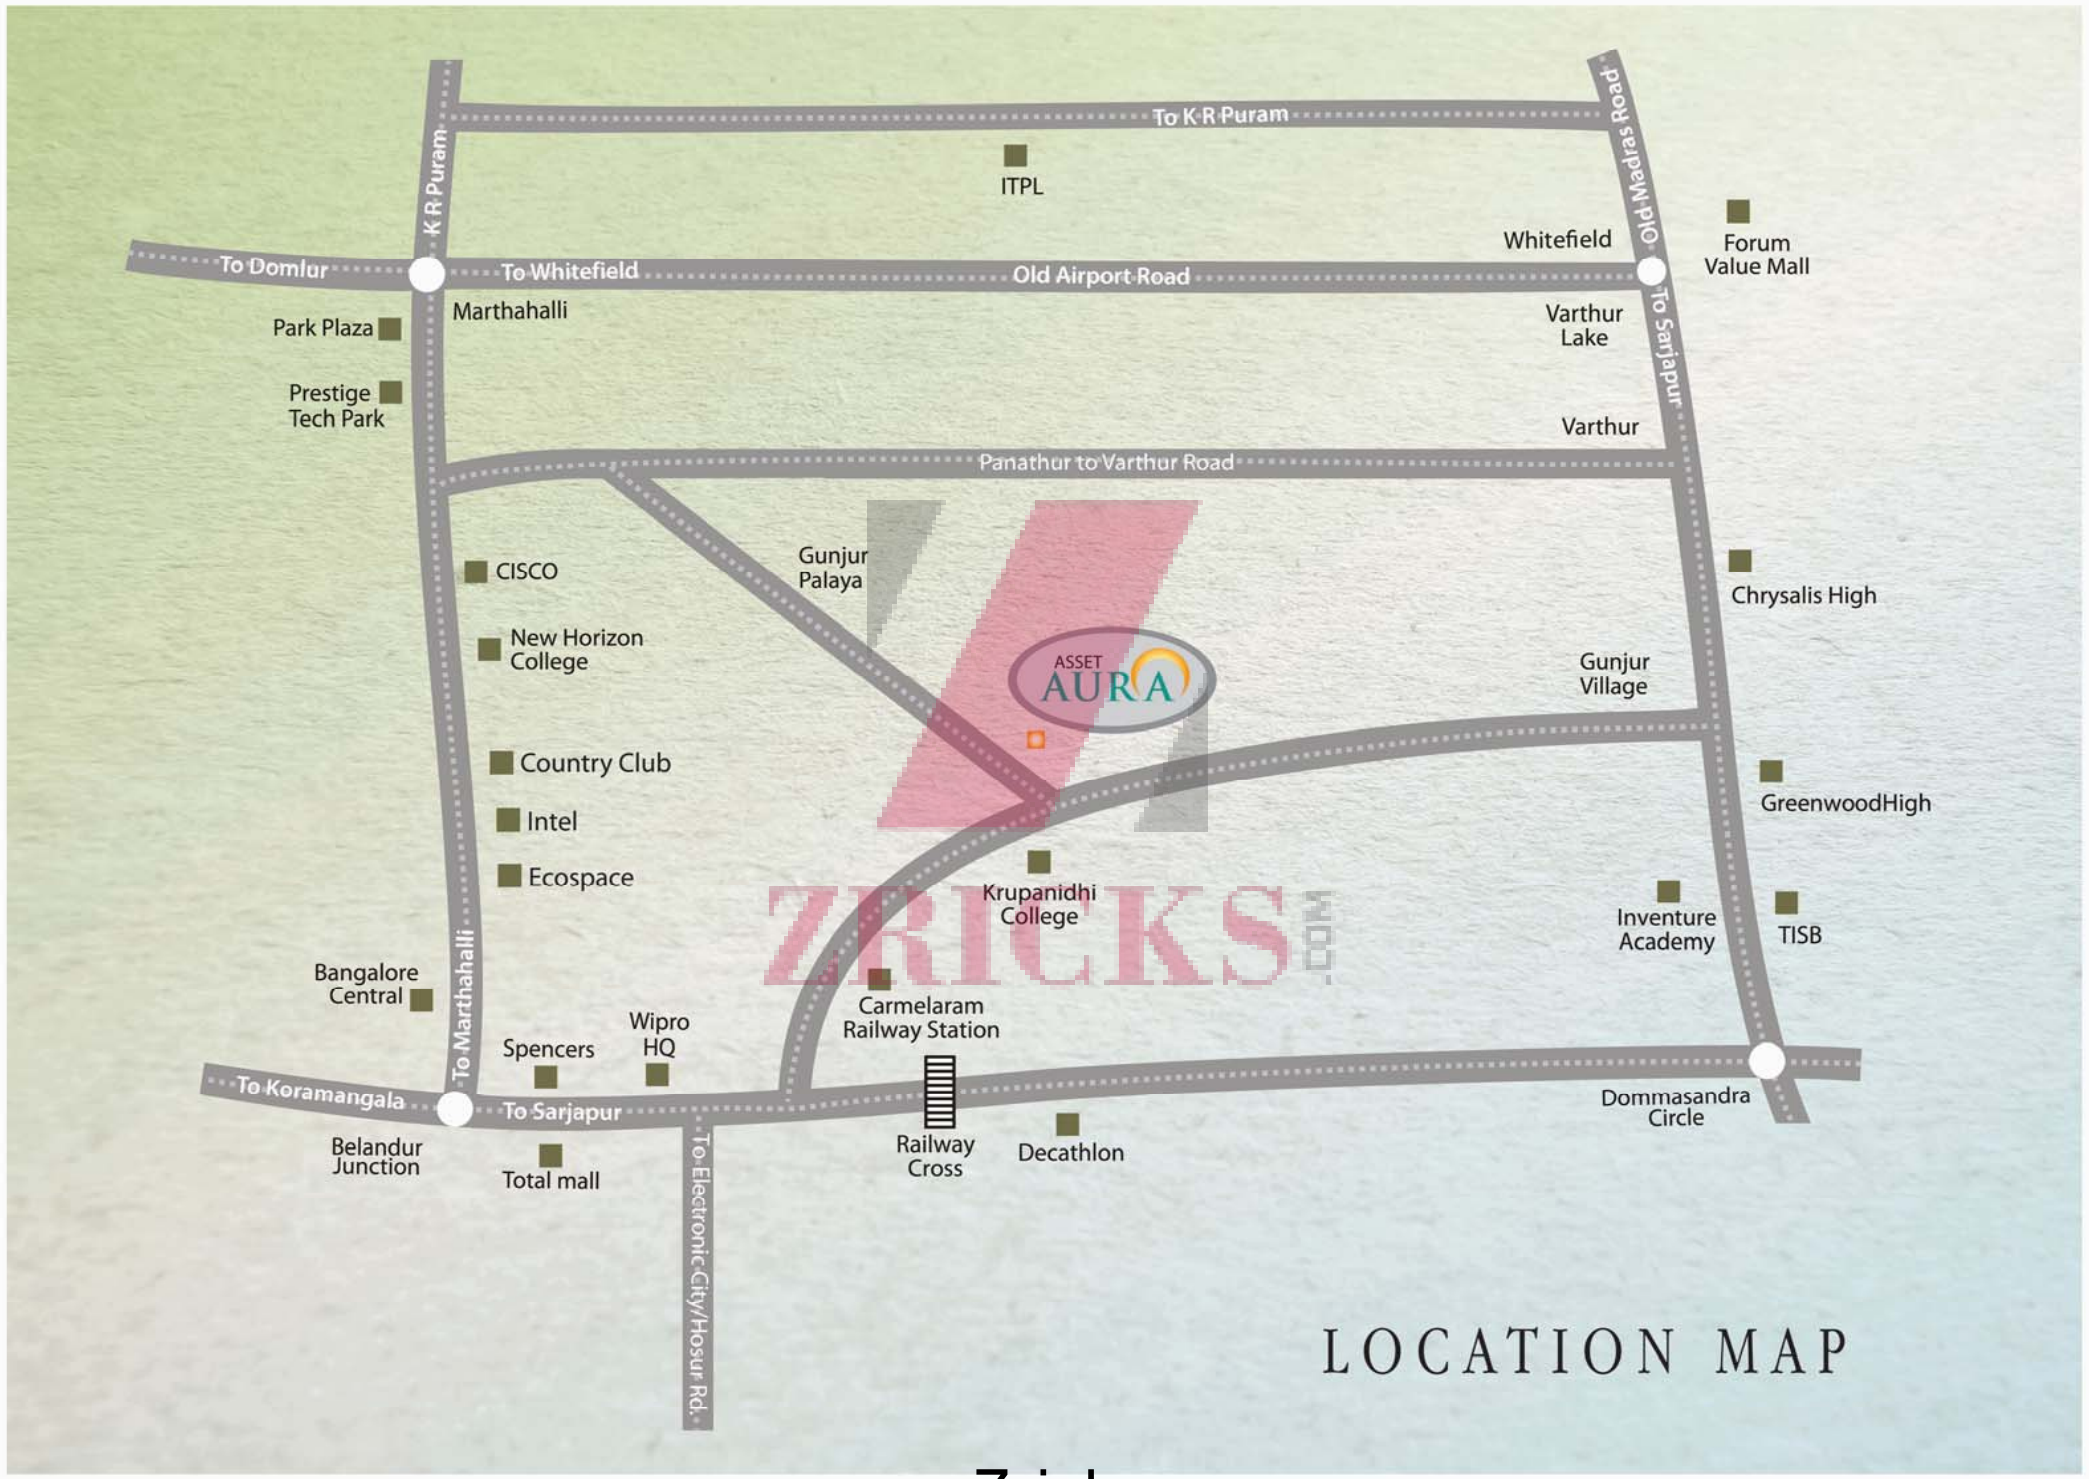 To K R Puram
Old Madras Road
K R Puram
ITPL
Whitefield
Forum
Value Mall
To Domlur
To Whitefield
Old Airport Road
Marthahalli
Varthur
Lake
To Sarjapur
Park Plaza
Prestige
Tech Park
Varthur
Panathur to Varthur Road
CISCO
Gunjur
Palaya
Chrysalis High
New Horizon
College
ASSET
AURA
Gunjur
Village
Country Club
GreenwoodHigh
Intel
Ecospace
Krupanidhi
College
ZRICKS
.COM
Inventure
Academy
TISB
To Marthahalli
Bangalore
Central
Carmelaram
Railway Station
Wipro
HQ
Spencers
To Koramangala
To Sarjapur
Dommasandra
Circle
Belandur
Junction
Total mall
Railway
Cross
Decathlon
To Electronic City/Hosur Rd.
LOCATION MAP